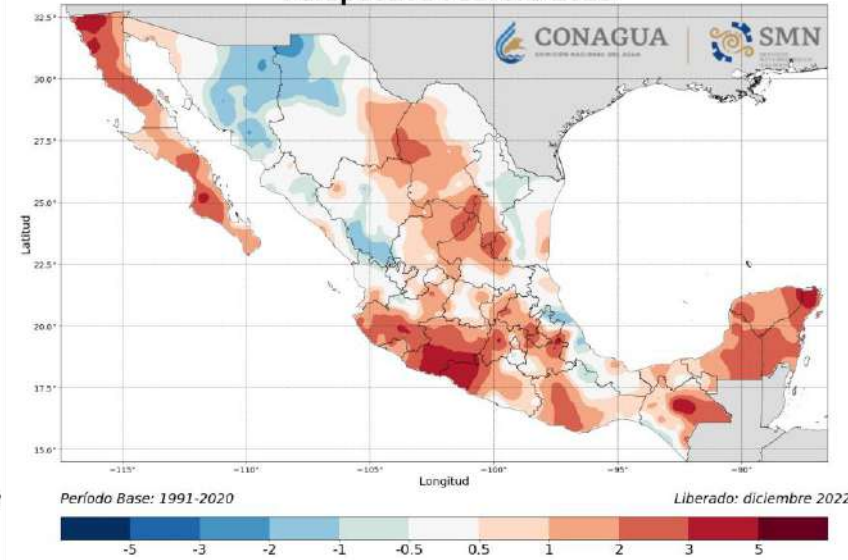 CONAGUA
SMN
32.5°
30.0°
27.5°
25.0°
22.5°
20.0°
17.5°
15.0°
Latitud
−115° −110° −105° −100° −95° −90°
Longitud
Período Base: 1991-2020 Liberado: diciembre 2022
-5 -3 -2 -1 -0.5 0.5 1 2 3 5